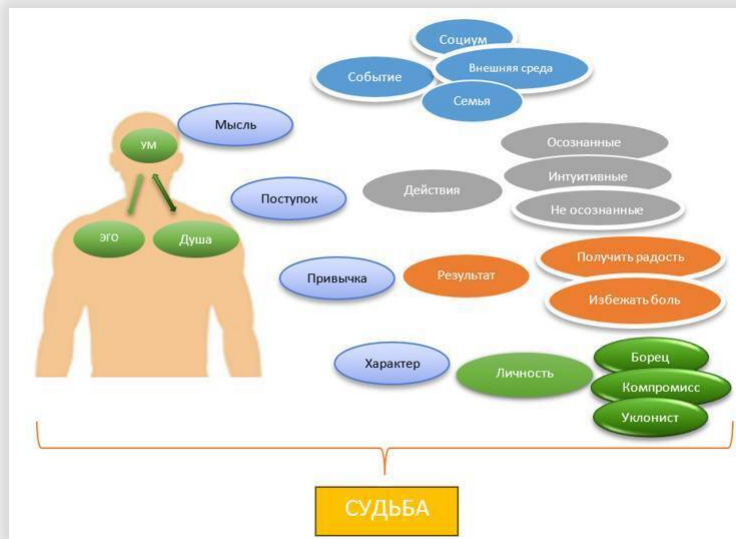 Социум
Событие
Внешняя среда
Семья
Мысль
УМ
Осознанные
Интуитивные
Не осознанные
Действия
Поступок
ЭГО
Душа
Получить радость
Избежать боль
Результат
Привычка
Характер
Личность
Борец
Компромисс
Уклонист
СУДЬБА